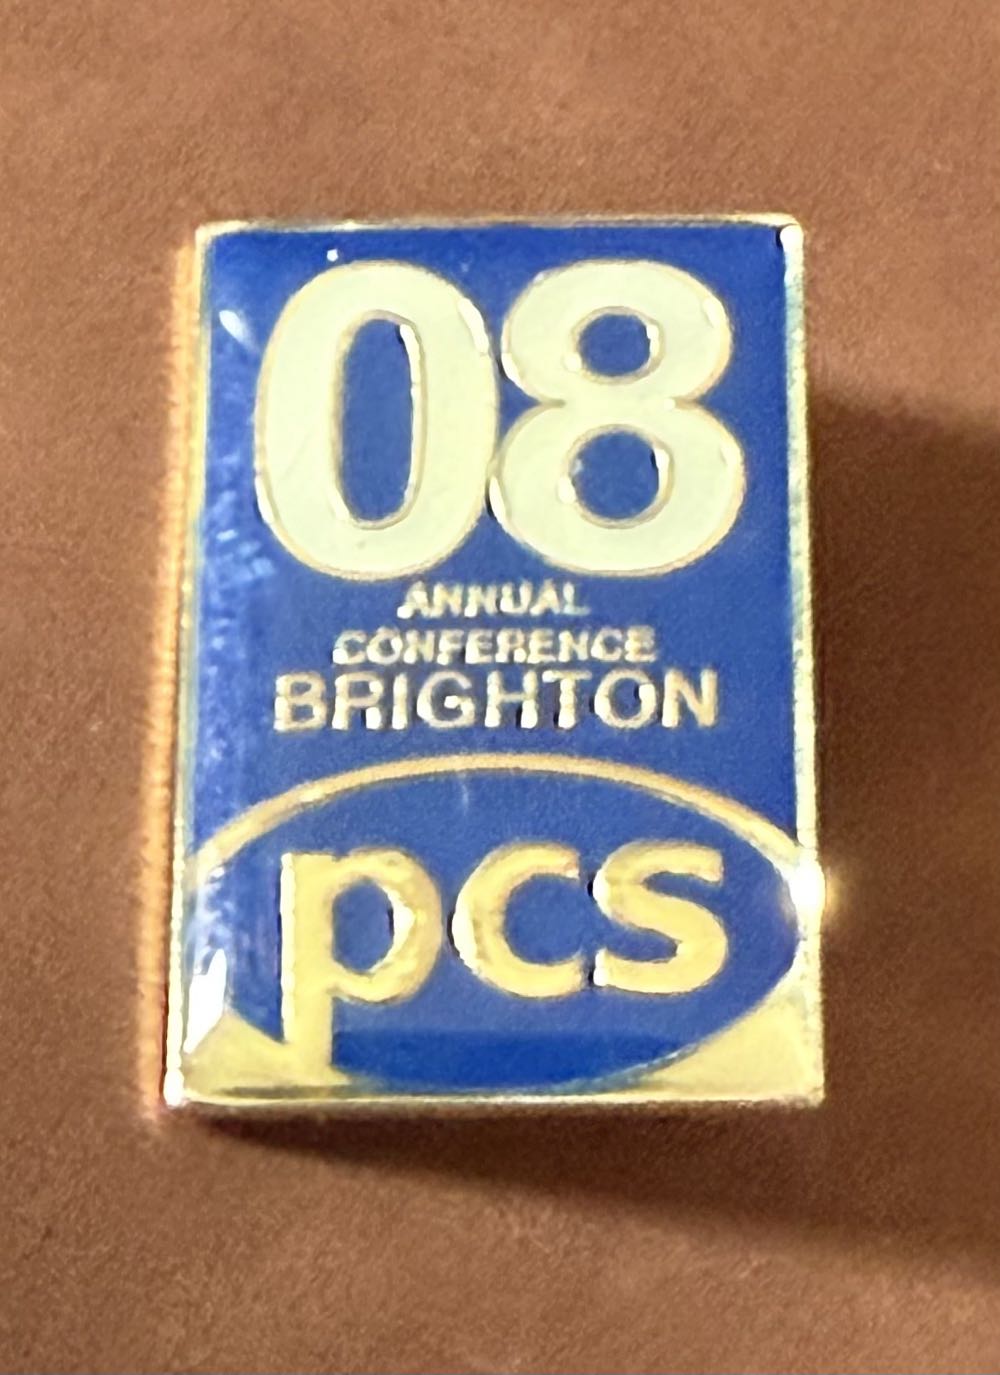 08
ANNUAL
CONFERENCE
BRIGHTON
pcs